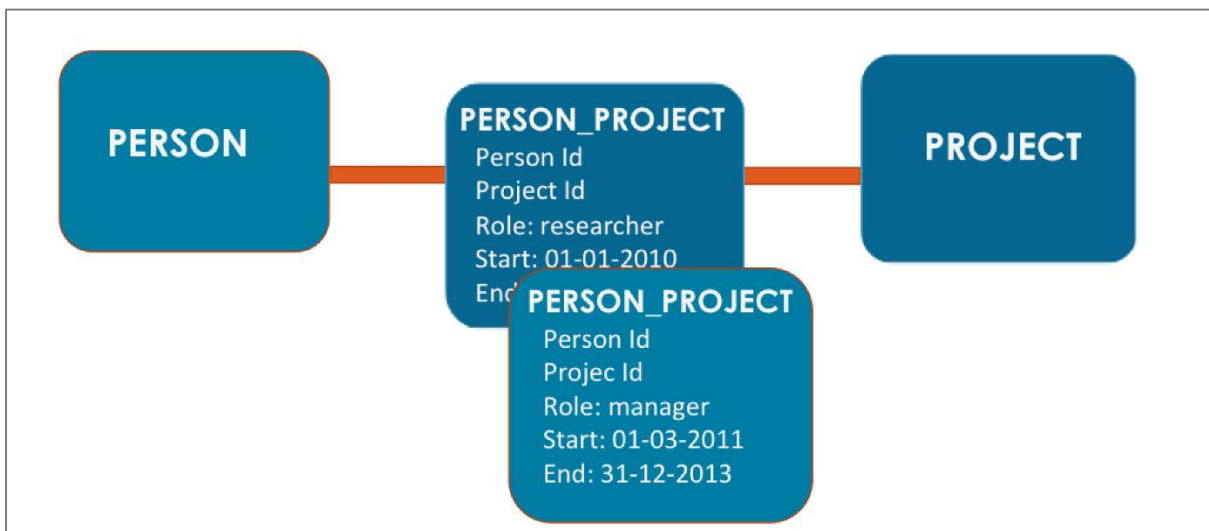 PERSON
PERSON_PROJECT
Person Id
Project Id
Role: researcher
Start: 01-01-2010
End
PERSON_PROJECT
Person Id
Projec Id
Role: manager
Start: 01-03-2011
End: 31-12-2013
PROJECT